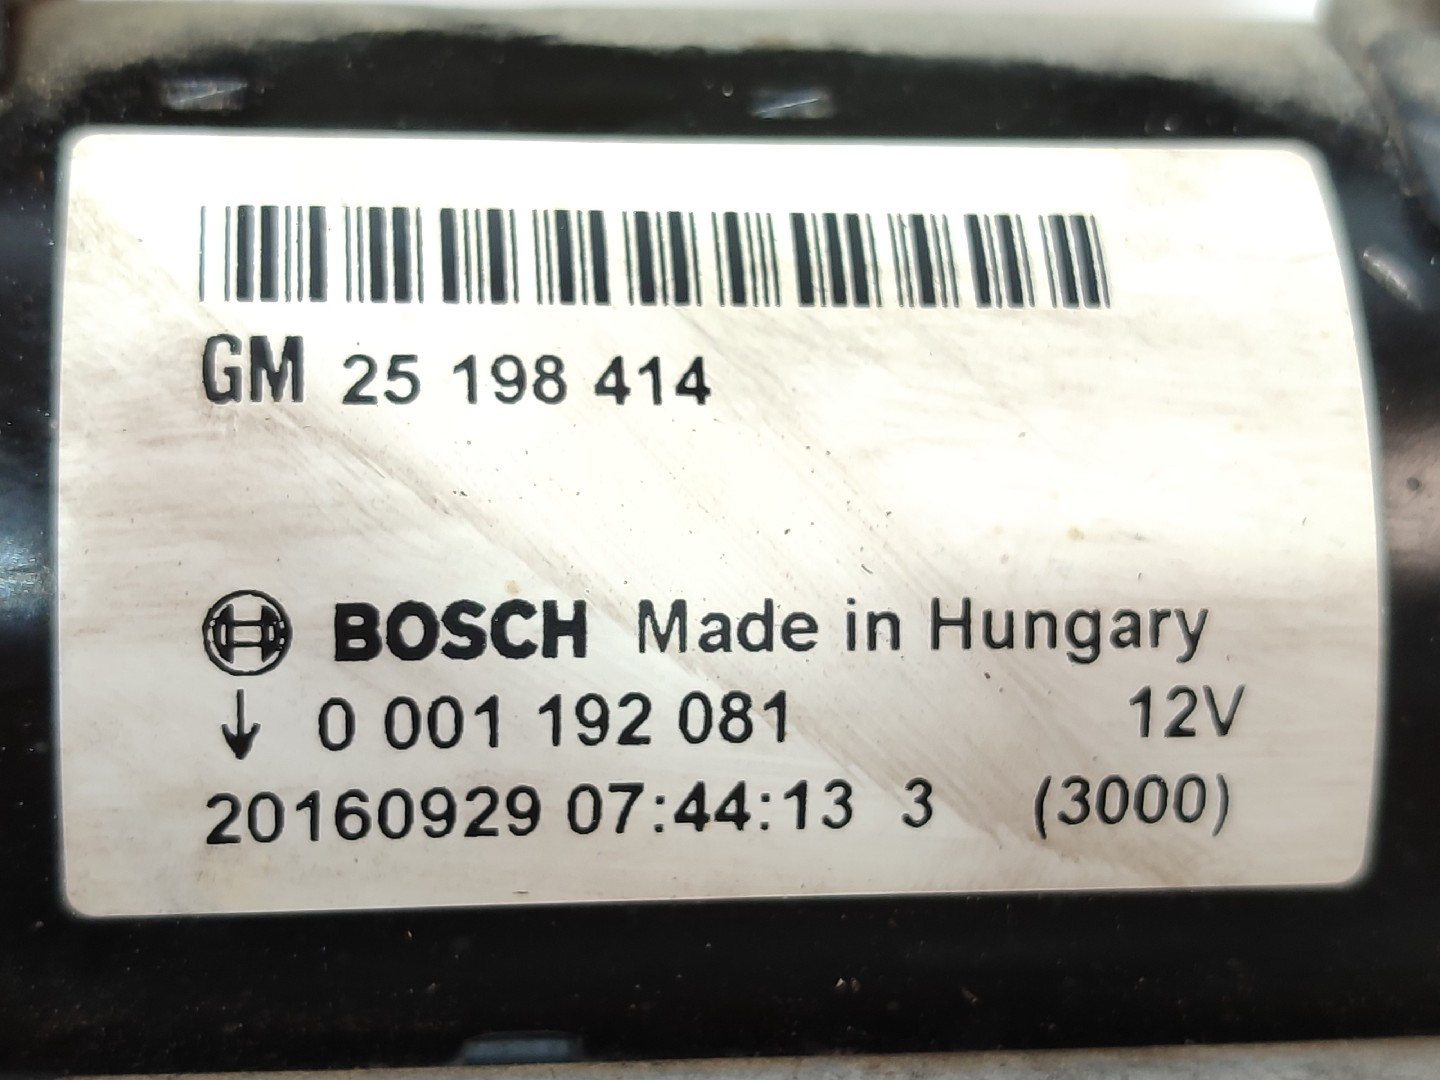 GM 25 198 414
BOSCH Made in Hungary
↓ 0 001 192 081 12V
20160929 07:44:13 3 (3000)